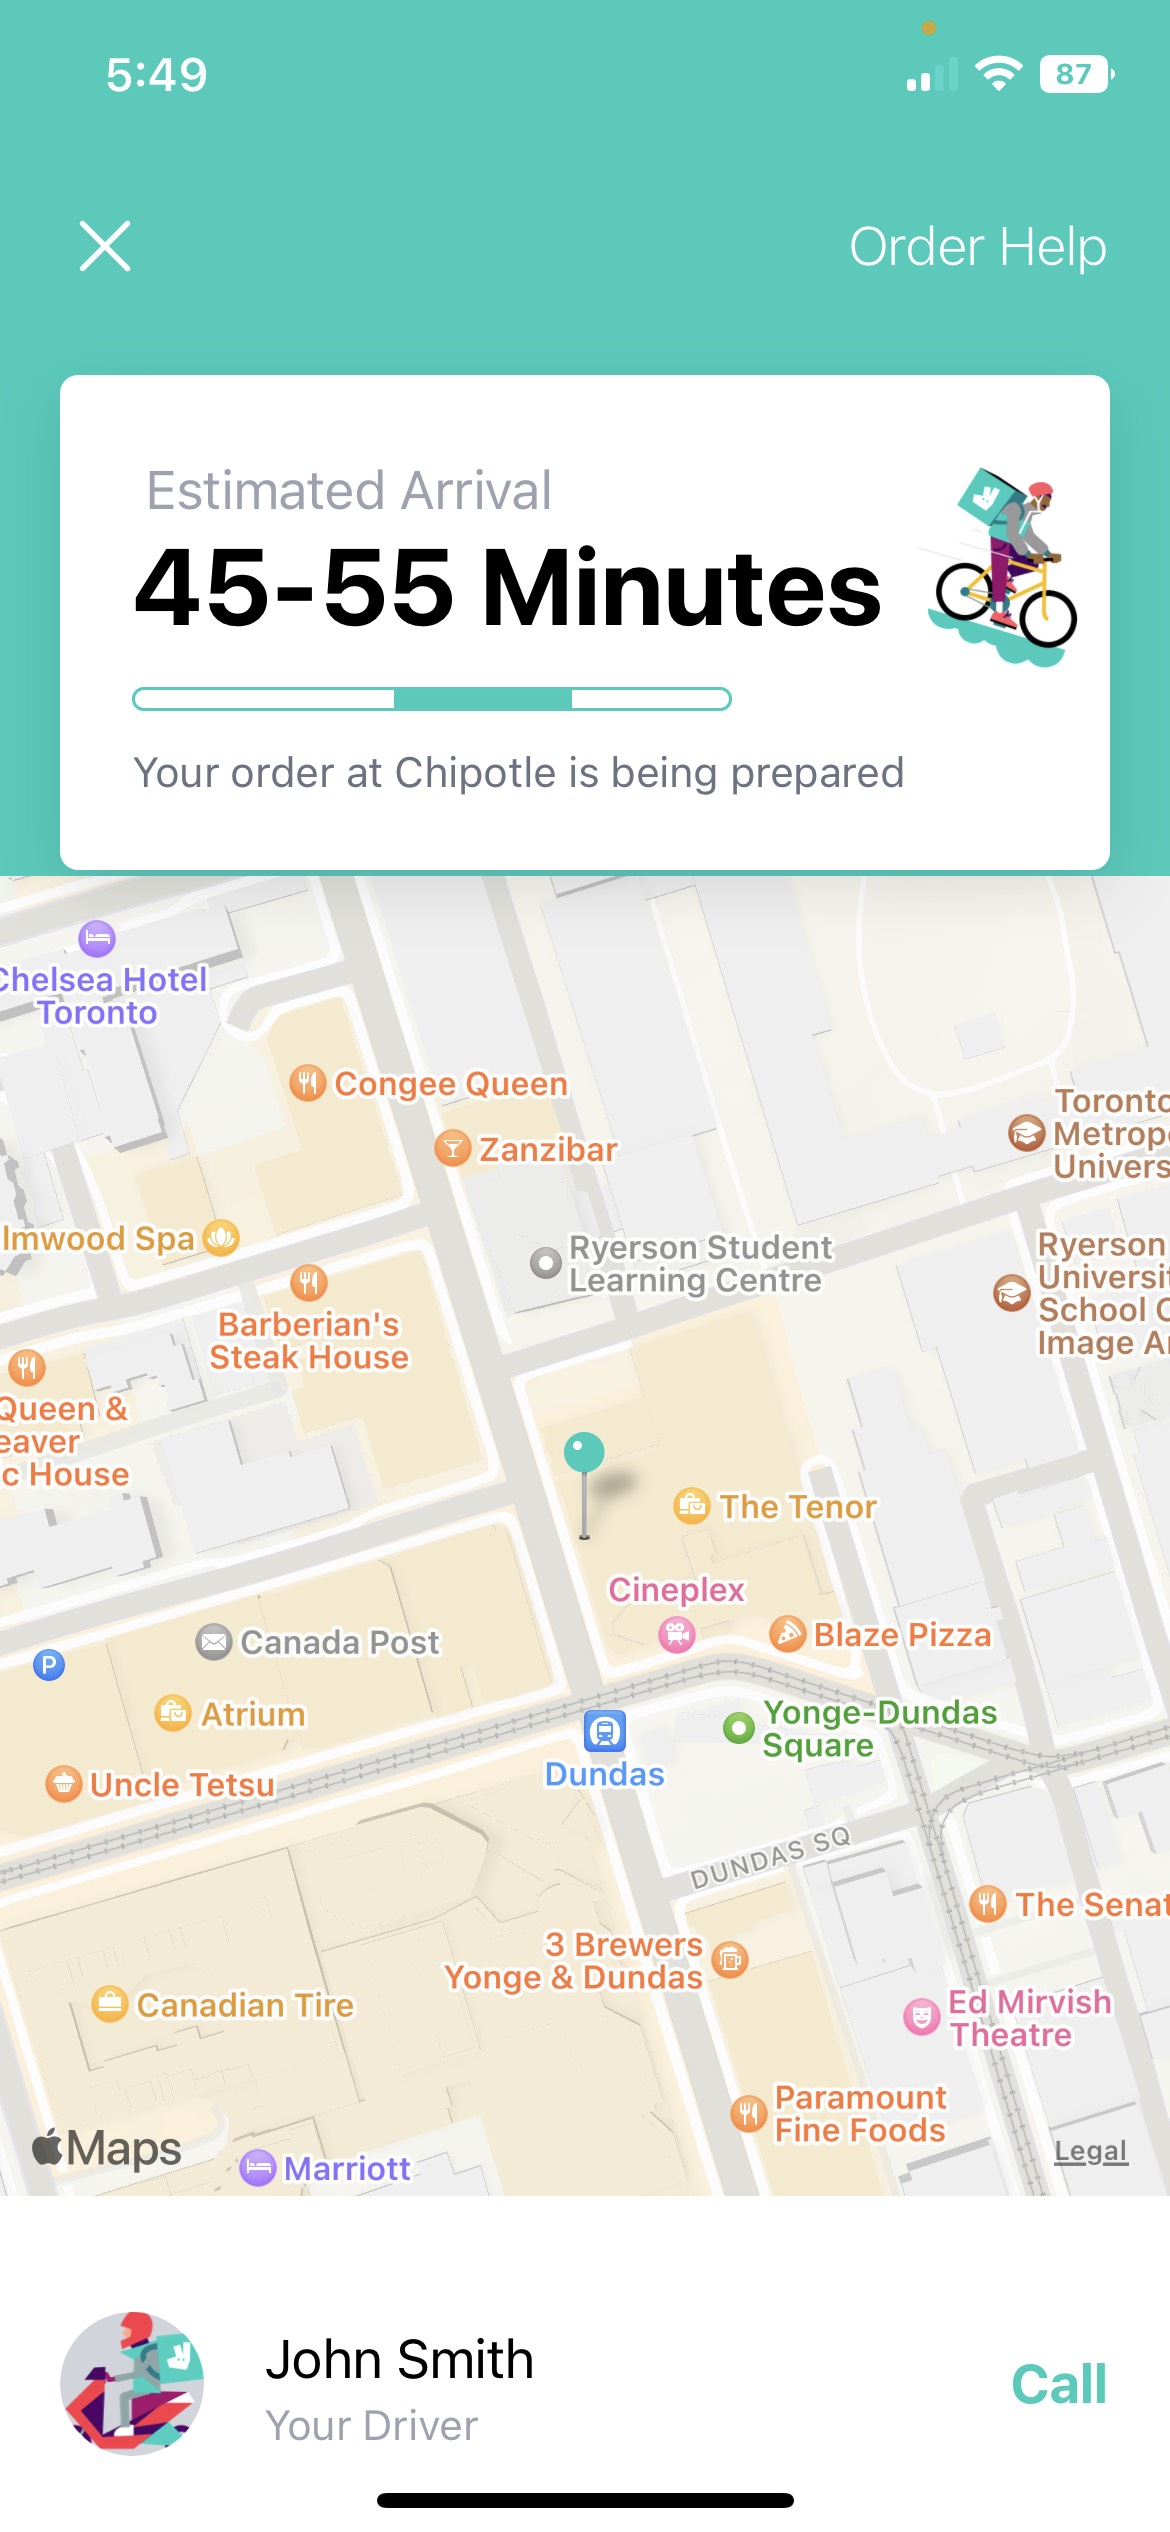 5:49
87
Order Help
Estimated Arrival
45-55 Minutes
Your order at Chipotle is being prepared
Chelsea Hotel
Toronto
Congee Queen
Zanzibar
Toronto
Metrop
Univers
lmwood Spa
Ryerson Student
Learning Centre
Ryerson
Universit
School O
Image A
Barberian's
Steak House
Queen &
eaver
c House
The Tenor
Cineplex
Blaze Pizza
Canada Post
P
Atrium
Yonge-Dundas
Square
Dundas
Uncle Tetsu
DUNDAS SQ
The Senat
3 Brewers
Yonge & Dundas
Canadian Tire
Ed Mirvish
Theatre
Paramount
Fine Foods
Maps
Marriott
Legal
John Smith
Your Driver
Call